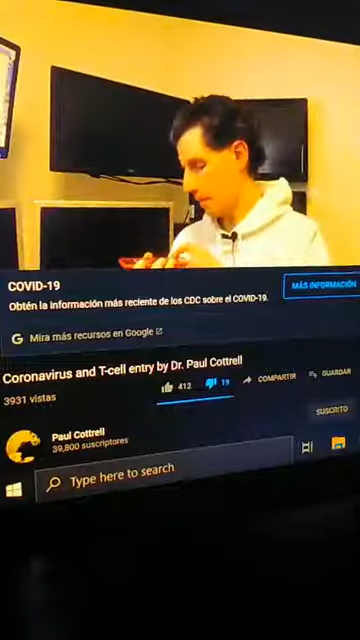 COVID-19
Obtén la información más reciente de los CDC sobre el COVID-19.
MÁS INFORMACIÓN
G Mira más recursos en Google
Coronavirus and T-cell entry by Dr. Paul Cottrell
3931 vistas
412
19
COMPARTIR
GUARDAR
Paul Cottrell
39,800 suscriptores
SUSCRITO
Type here to search